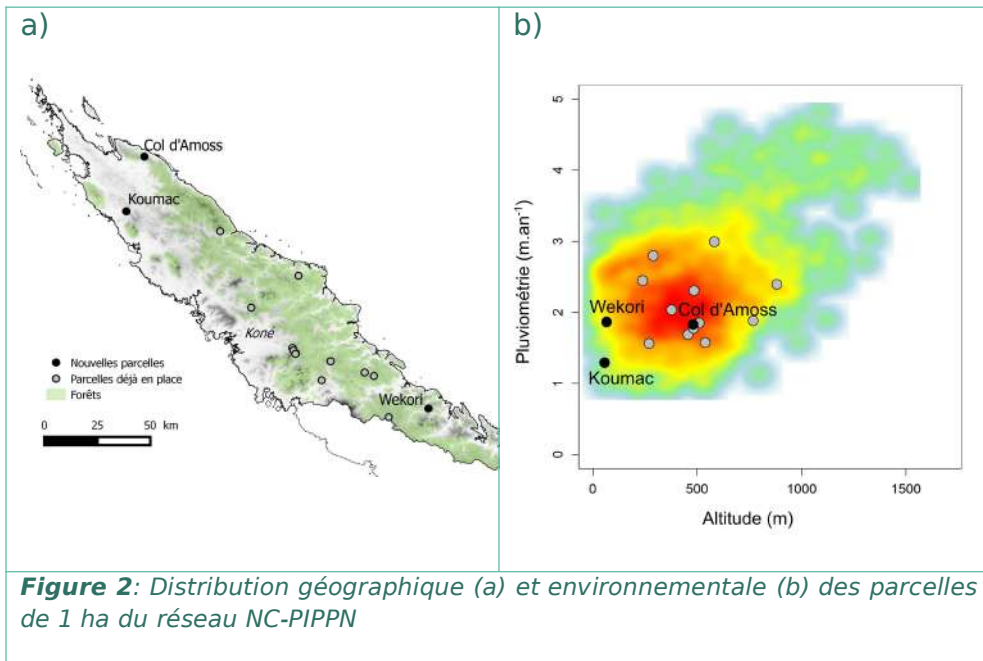 a)
Col d'Amoss
Koumac
Koné
Nouvelles parcelles
Parcelles déjà en place
Forêts
Wekori
0 25 50 km
b)
5
4
3
2
1
0
Pluviométrie (m.an⁻¹)
Wekori
Col d'Amoss
Koumac
0 500 1000 1500
Altitude (m)
Figure 2: Distribution géographique (a) et environnementale (b) des parcelles
de 1 ha du réseau NC-PIPPN